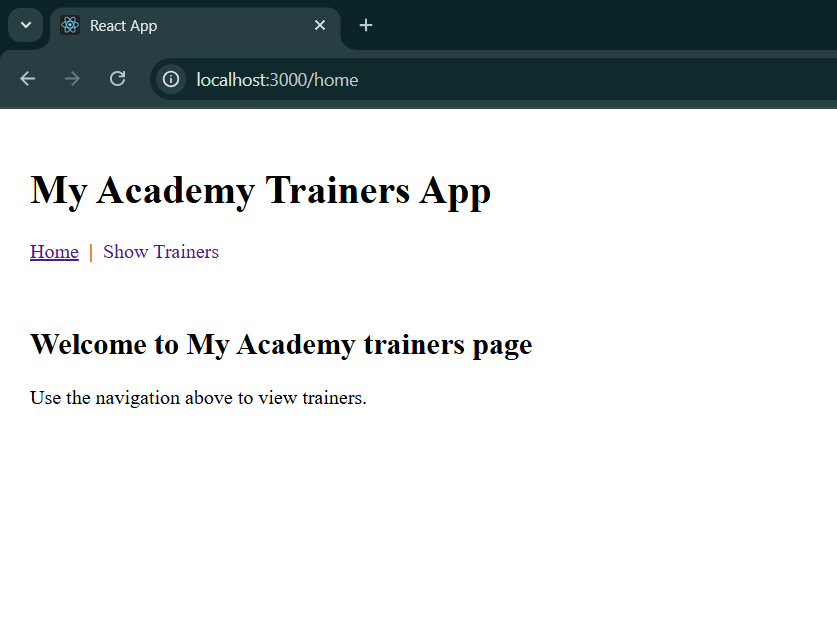 React App
localhost:3000/home
My Academy Trainers App
Home | Show Trainers
Welcome to My Academy trainers page
Use the navigation above to view trainers.